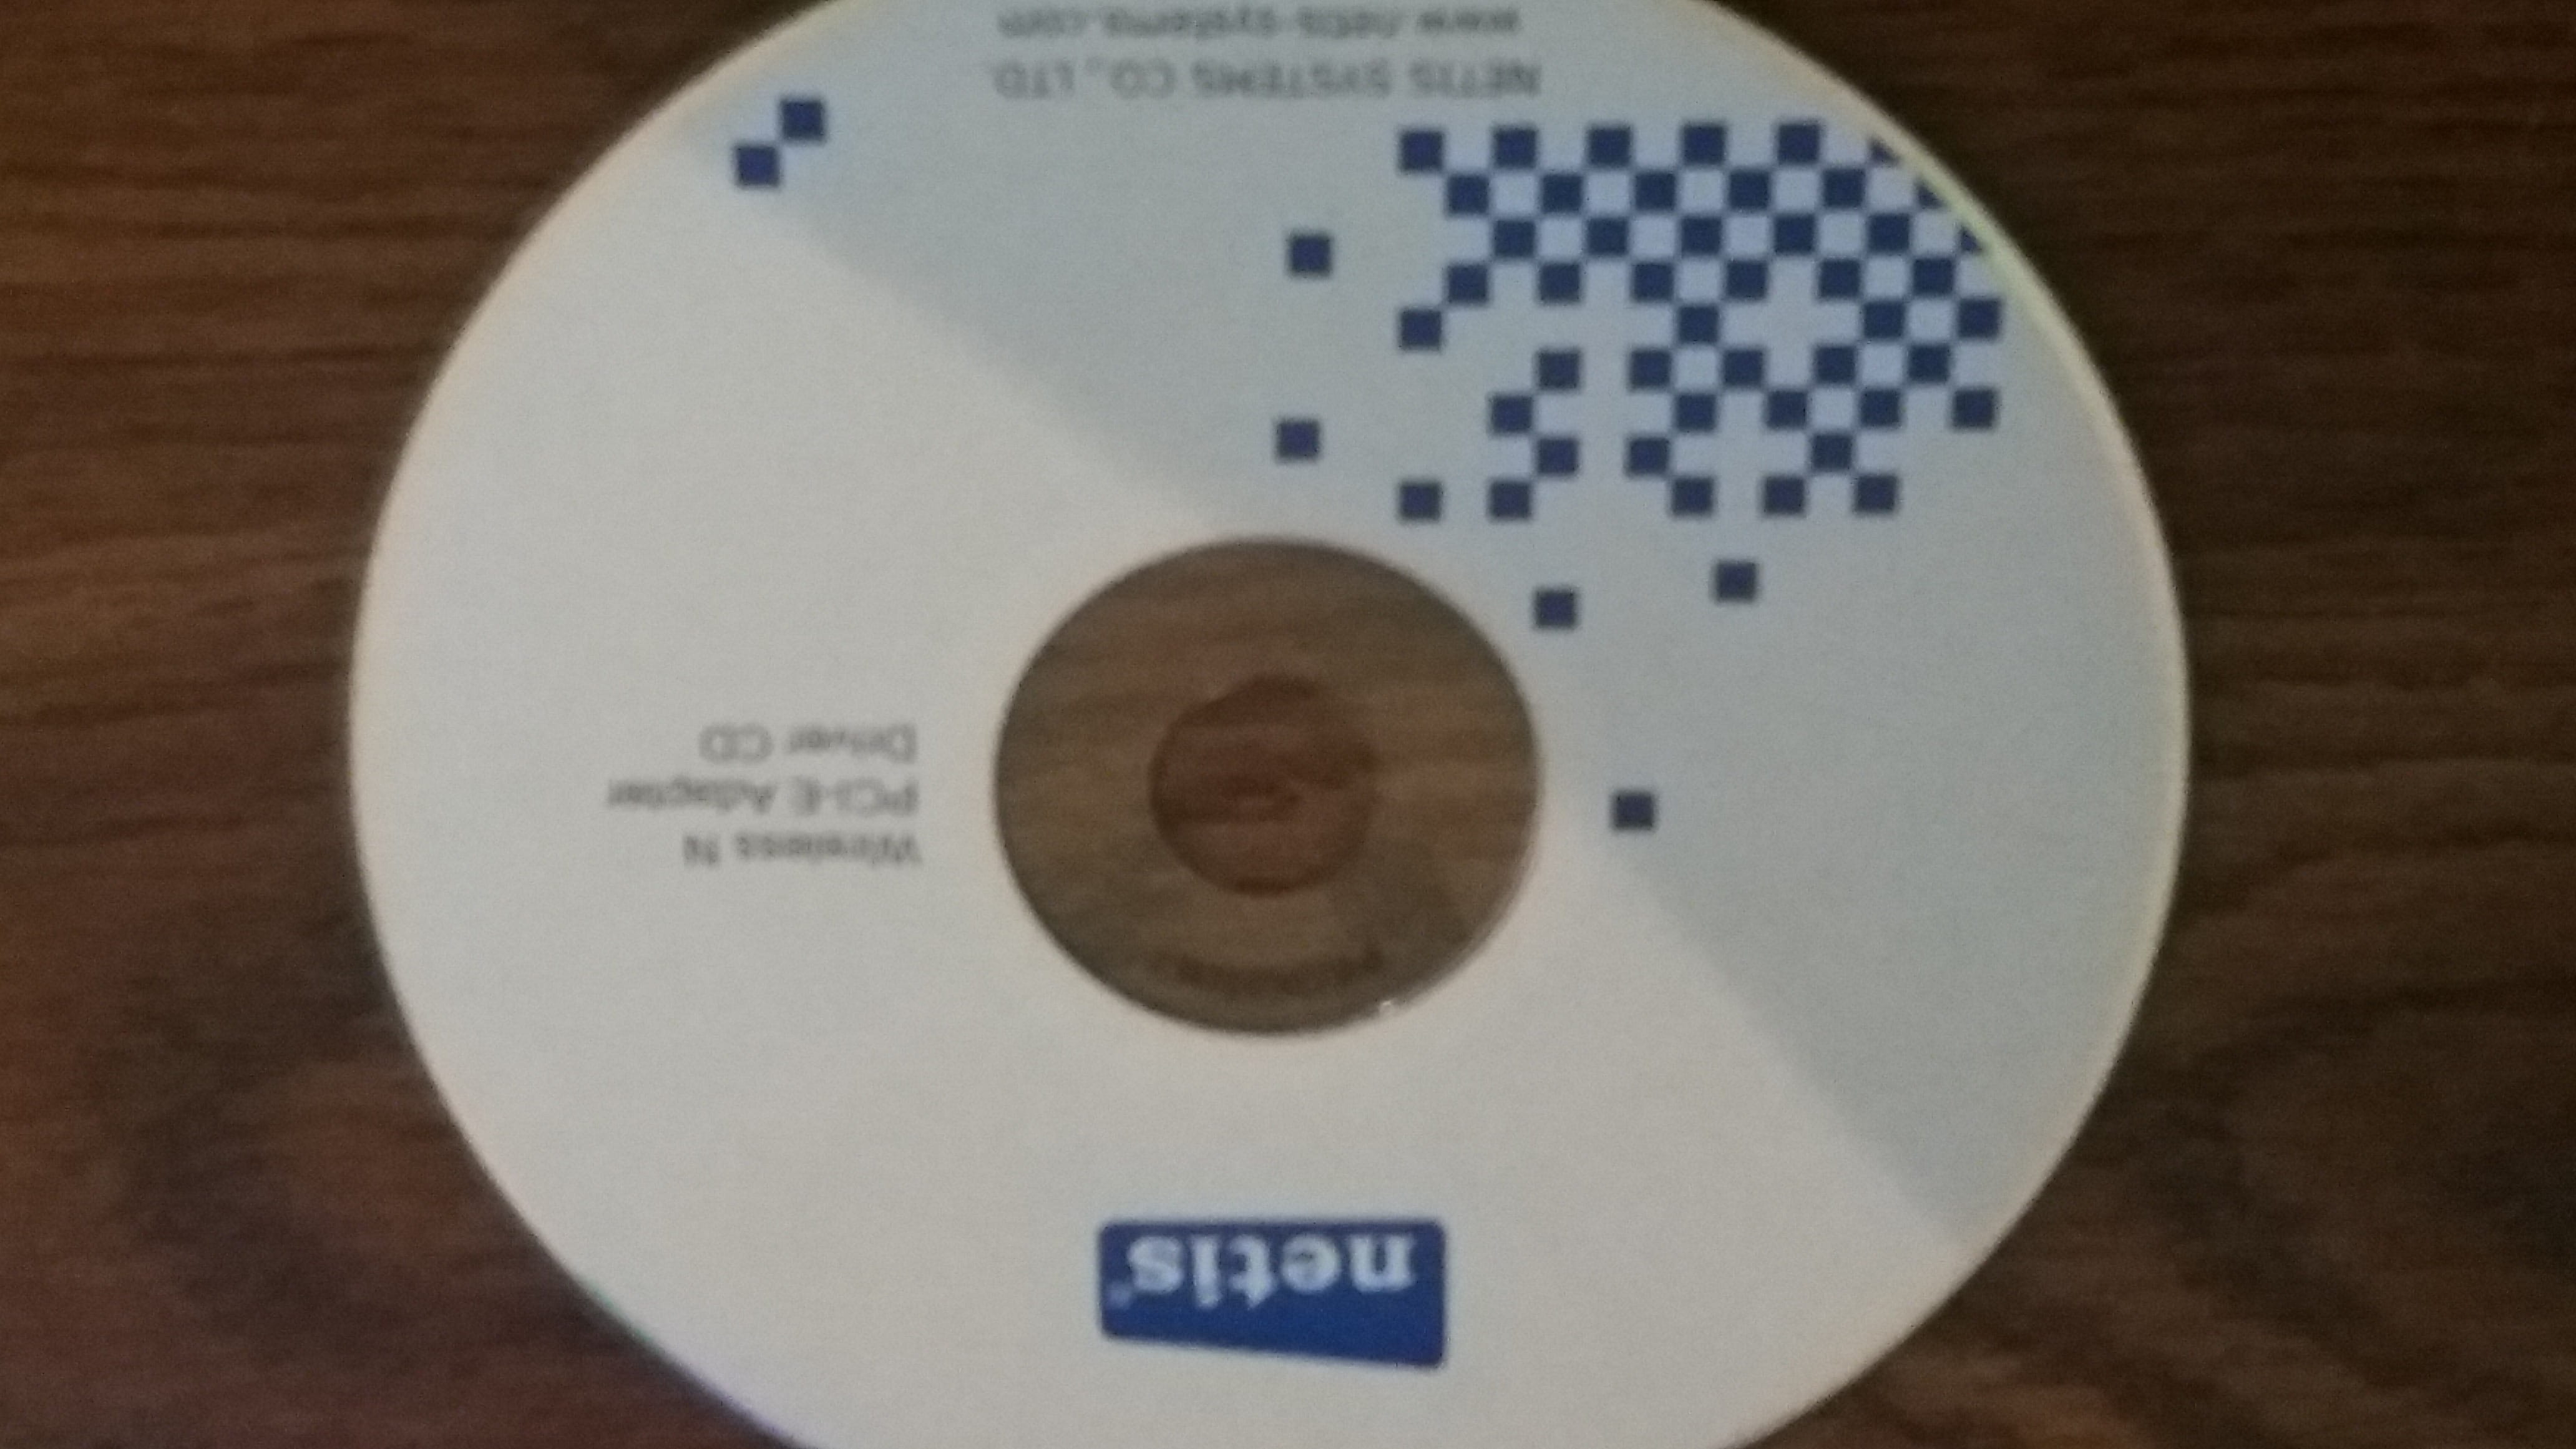 netis®
Wireless N
PCI-E Adapter
Driver CD
NETIS SYSTEMS CO., LTD.
www.netis-systems.com